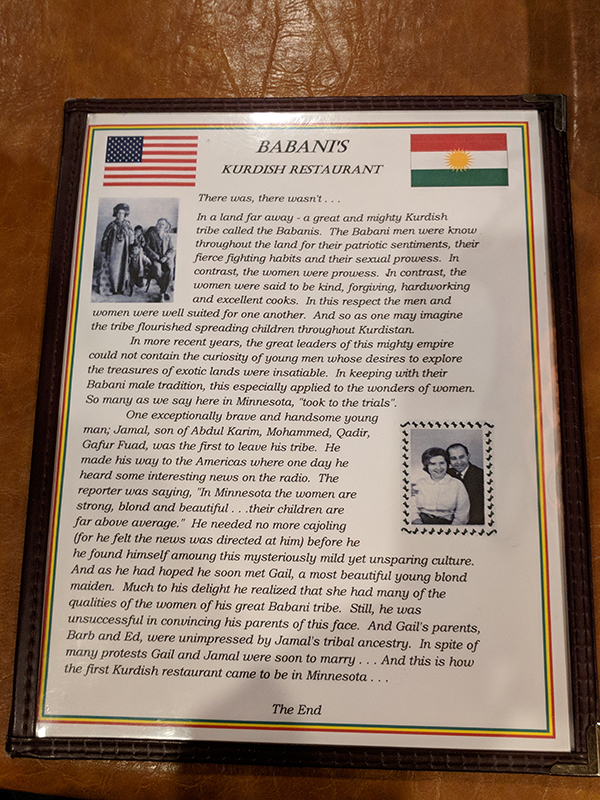 BABANI'S
KURDISH RESTAURANT
There was, there wasn't . . .
In a land far away - a great and mighty Kurdish
tribe called the Babanis. The Babani men were know
throughout the land for their patriotic sentiments, their
fierce fighting habits and their sexual prowess. In
contrast, the women were prowess. In contrast, the
women were said to be kind, forgiving, hardworking
and excellent cooks. In this respect the men and
women were well suited for one another. And so as one may imagine
the tribe flourished spreading children throughout Kurdistan.
In more recent years, the great leaders of this mighty empire
could not contain the curiosity of young men whose desires to explore
the treasures of exotic lands were insatiable. In keeping with their
Babani male tradition, this especially applied to the wonders of women.
So many as we say here in Minnesota, "took to the trials".
One exceptionally brave and handsome young
man; Jamal, son of Abdul Karim, Mohammed, Qadir,
Gafur Fuad, was the first to leave his tribe. He
made his way to the Americas where one day he
heard some interesting news on the radio. The
reporter was saying, "In Minnesota the women are
strong, blond and beautiful . . .their children are
far above average." He needed no more cajoling
(for he felt the news was directed at him) before he
he found himself amoung this mysteriously mild yet unsparing culture.
And as he had hoped he soon met Gail, a most beautiful young blond
maiden. Much to his delight he realized that she had many of the
qualities of the women of his great Babani tribe. Still, he was
unsuccessful in convincing his parents of this face. And Gail's parents,
Barb and Ed, were unimpressed by Jamal's tribal ancestry. In spite of
many protests Gail and Jamal were soon to marry . . . And this is how
the first Kurdish restaurant came to be in Minnesota . . .
The End